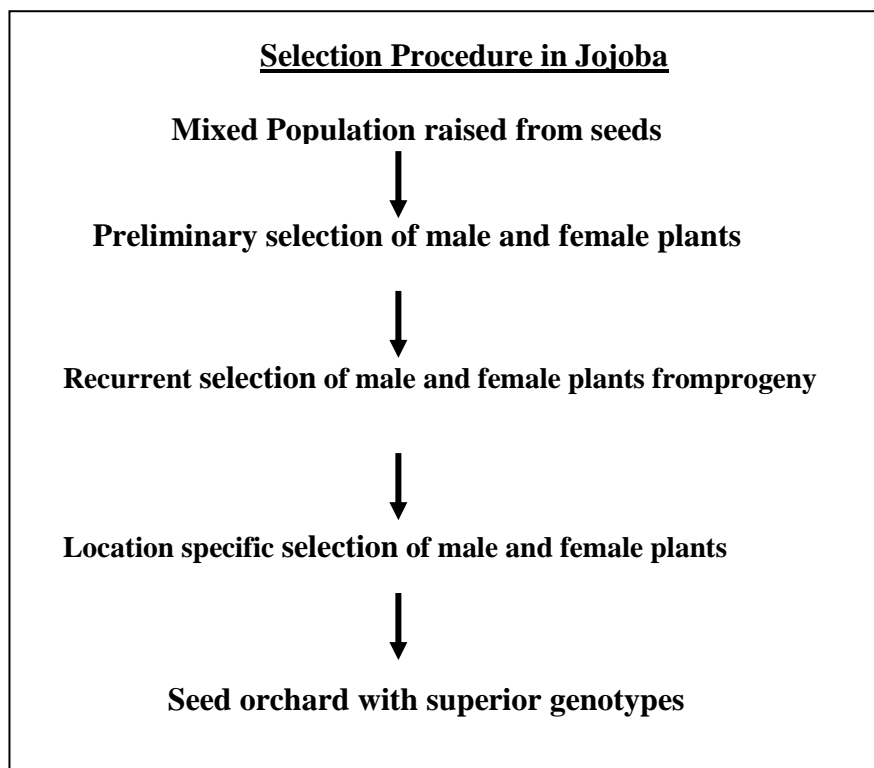 Selection Procedure in Jojoba
Mixed Population raised from seeds
Preliminary selection of male and female plants
Recurrent selection of male and female plants fromprogeny
Location specific selection of male and female plants
Seed orchard with superior genotypes